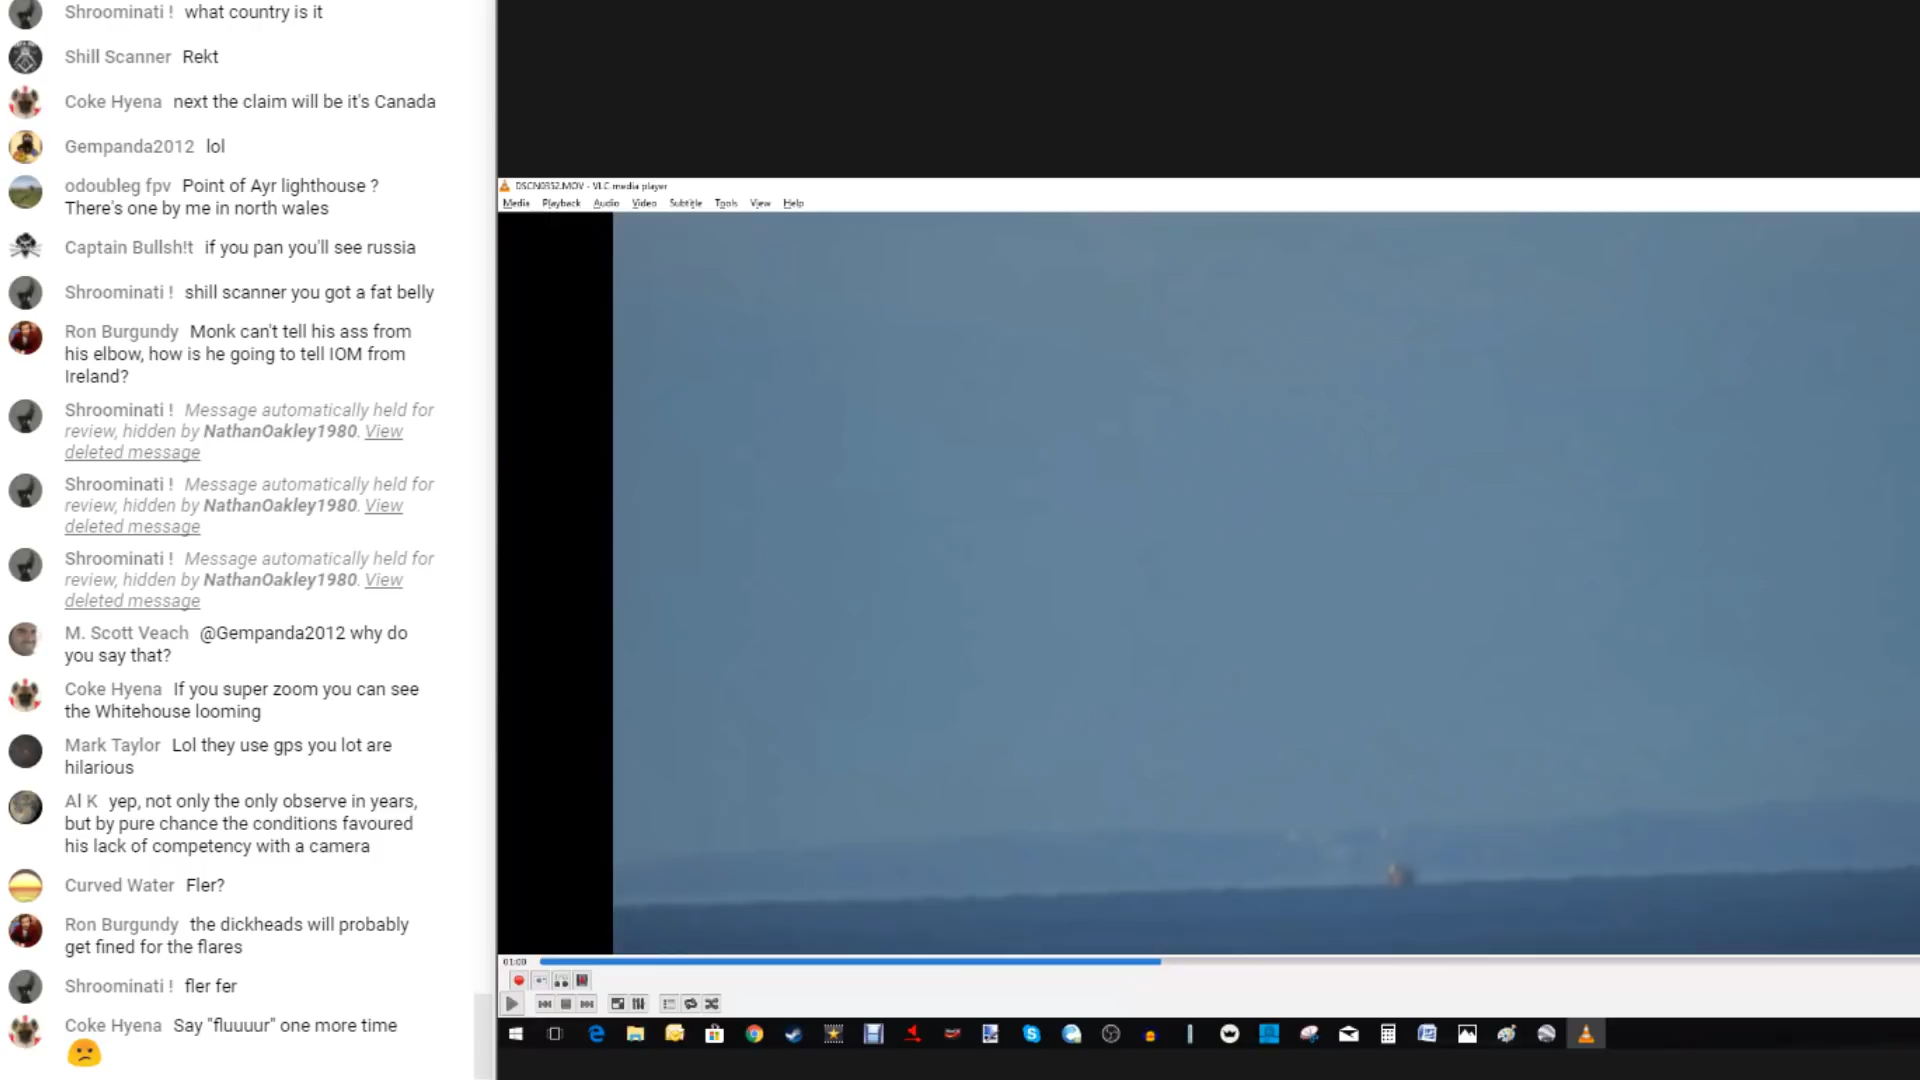 Shroominati ! what country is it
Shill Scanner Rekt
Coke Hyena next the claim will be it's Canada
Gempanda2012 lol
odoubleg fpv Point of Ayr lighthouse ?
There's one by me in north wales
Captain Bullsh!t if you pan you'll see russia
Shroominati ! shill scanner you got a fat belly
Ron Burgundy Monk can't tell his ass from
his elbow, how is he going to tell IOM from
Ireland?
Shroominati ! Message automatically held for
review, hidden by NathanOakley1980. View
deleted message
Shroominati ! Message automatically held for
review, hidden by NathanOakley1980. View
deleted message
Shroominati ! Message automatically held for
review, hidden by NathanOakley1980. View
deleted message
M. Scott Veach @Gempanda2012 why do
you say that?
Coke Hyena If you super zoom you can see
the Whitehouse looming
Mark Taylor Lol they use gps you lot are
hilarious
Al K yep, not only the only observe in years,
but by pure chance the conditions favoured
his lack of competency with a camera
Curved Water Fler?
Ron Burgundy the dickheads will probably
get fined for the flares
Shroominati ! fler fer
Coke Hyena Say "fluuuur" one more time
DSCN0352.MOV - VLC media player
Media Playback Audio Video Subtitle Tools View Help
01:00